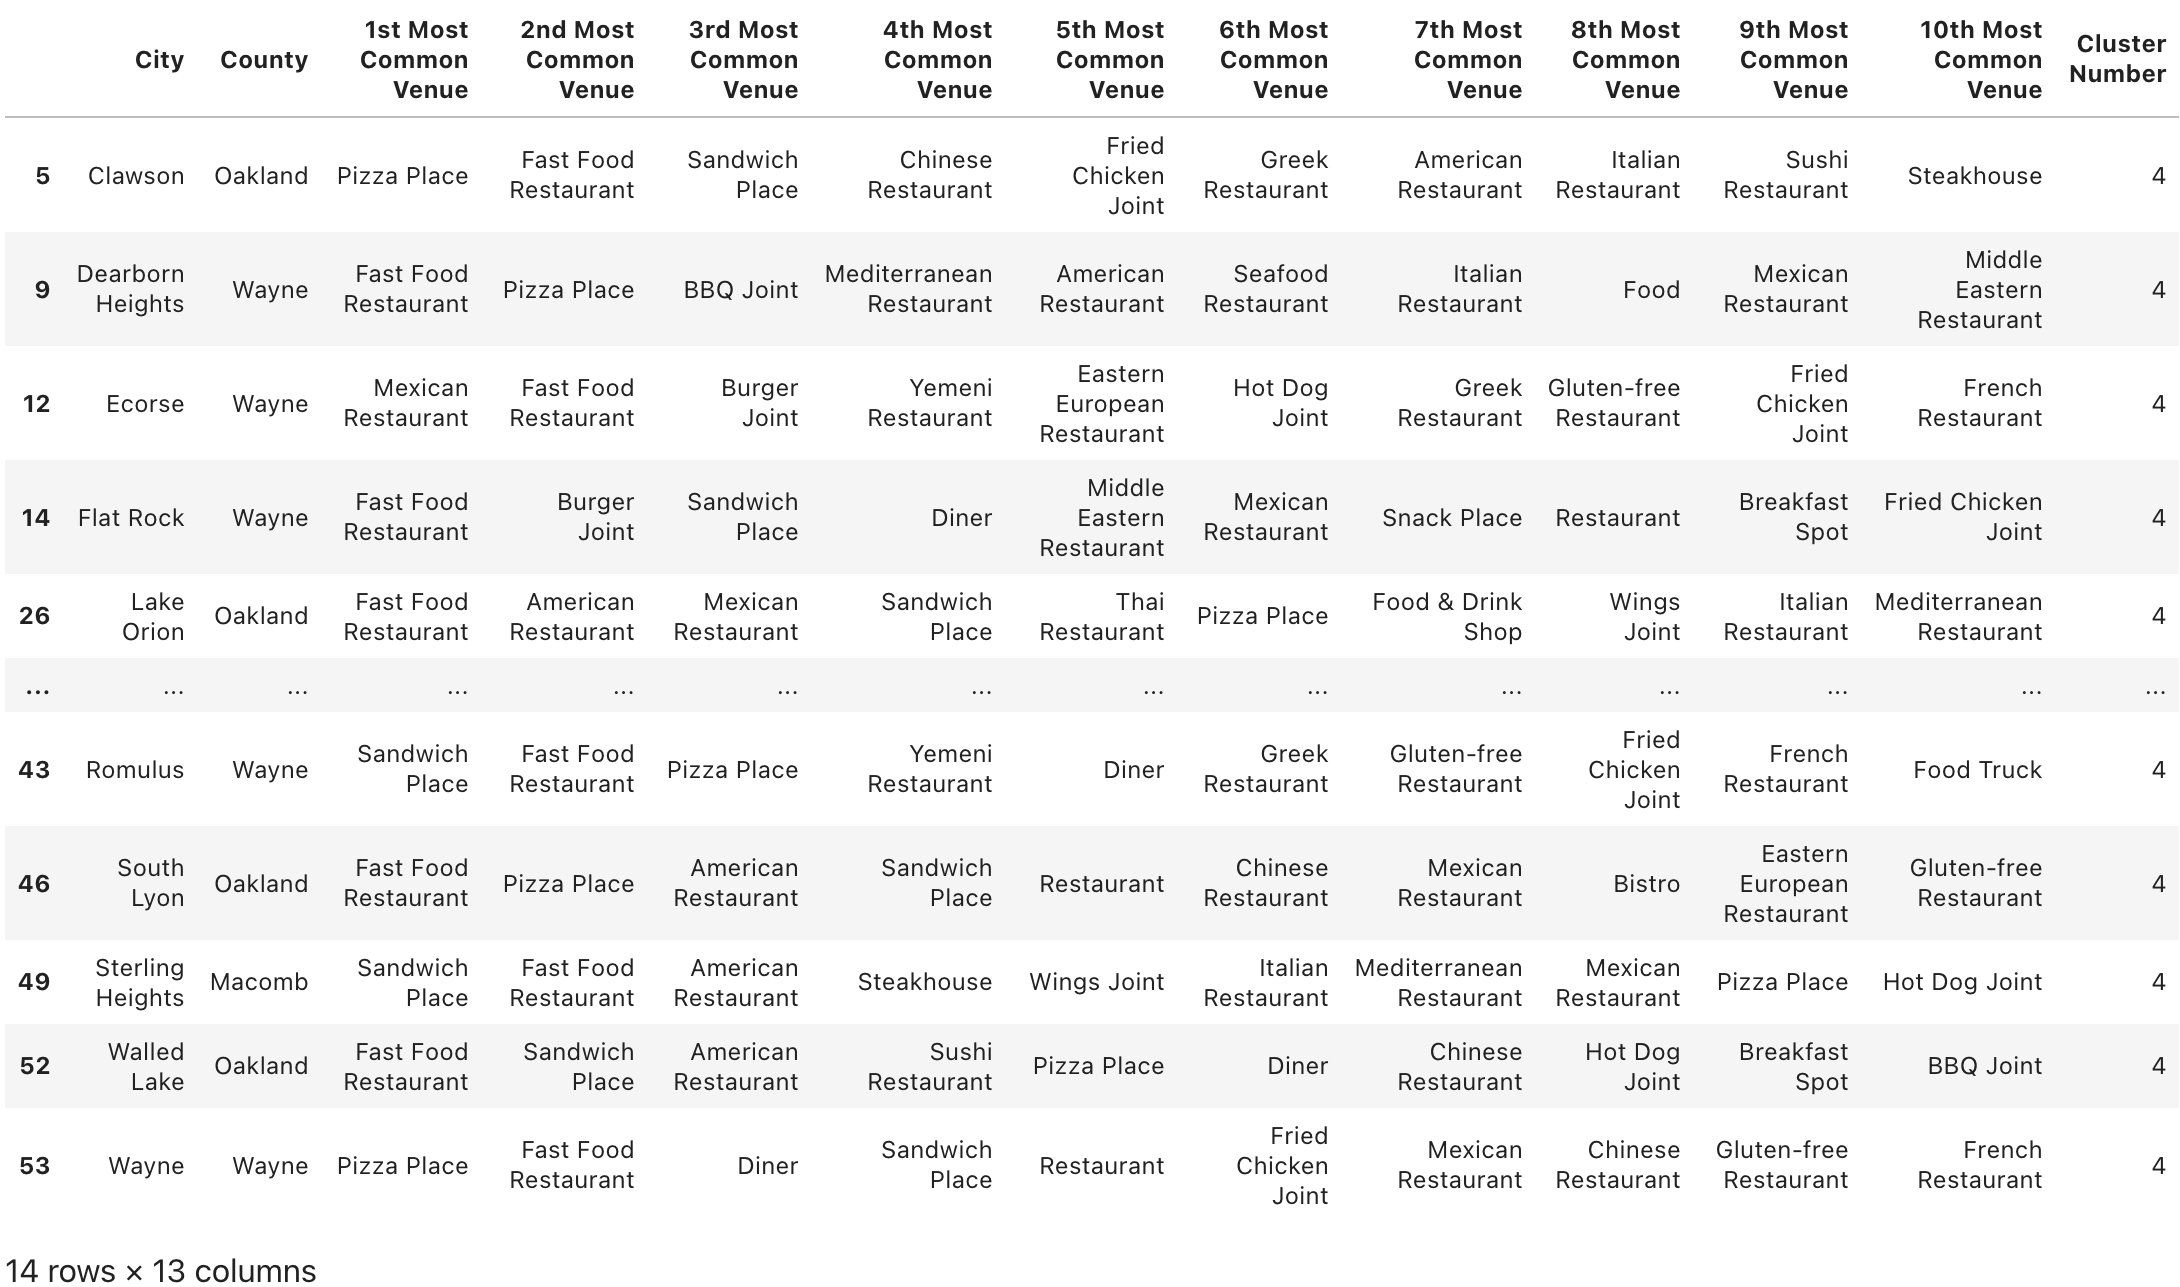 City County 1st Most Common Venue 2nd Most Common Venue 3rd Most Common Venue 4th Most Common Venue 5th Most Common Venue 6th Most Common Venue 7th Most Common Venue 8th Most Common Venue 9th Most Common Venue 10th Most Common Venue Cluster Number
5 Clawson Oakland Pizza Place Fast Food Restaurant Sandwich Place Chinese Restaurant Fried Chicken Joint Greek Restaurant American Restaurant Italian Restaurant Sushi Restaurant Steakhouse 4
9 Dearborn Heights Wayne Fast Food Restaurant Pizza Place BBQ Joint Mediterranean Restaurant American Restaurant Seafood Restaurant Italian Restaurant Food Mexican Restaurant Middle Eastern Restaurant 4
12 Ecorse Wayne Mexican Restaurant Fast Food Restaurant Burger Joint Yemeni Restaurant Eastern European Restaurant Hot Dog Joint Greek Restaurant Gluten-free Restaurant Fried Chicken Joint French Restaurant 4
14 Flat Rock Wayne Fast Food Restaurant Burger Joint Sandwich Place Diner Middle Eastern Restaurant Mexican Restaurant Snack Place Restaurant Breakfast Spot Fried Chicken Joint 4
26 Lake Orion Oakland Fast Food Restaurant American Restaurant Mexican Restaurant Sandwich Place Thai Restaurant Pizza Place Food & Drink Shop Wings Joint Italian Restaurant Mediterranean Restaurant 4
... ... ... ... ... ... ... ... ... ... ... ... ... ...
43 Romulus Wayne Sandwich Place Fast Food Restaurant Pizza Place Yemeni Restaurant Diner Greek Restaurant Gluten-free Restaurant Fried Chicken Joint French Restaurant Food Truck 4
46 South Lyon Oakland Fast Food Restaurant Pizza Place American Restaurant Sandwich Place Restaurant Chinese Restaurant Mexican Restaurant Bistro Eastern European Restaurant Gluten-free Restaurant 4
49 Sterling Heights Macomb Sandwich Place Fast Food Restaurant American Restaurant Steakhouse Wings Joint Italian Restaurant Mediterranean Restaurant Mexican Restaurant Pizza Place Hot Dog Joint 4
52 Walled Lake Oakland Fast Food Restaurant Sandwich Place American Restaurant Sushi Restaurant Pizza Place Diner Chinese Restaurant Hot Dog Joint Breakfast Spot BBQ Joint 4
53 Wayne Wayne Pizza Place Fast Food Restaurant Diner Sandwich Place Restaurant Fried Chicken Joint Mexican Restaurant Chinese Restaurant Gluten-free Restaurant French Restaurant 4
14 rows × 13 columns